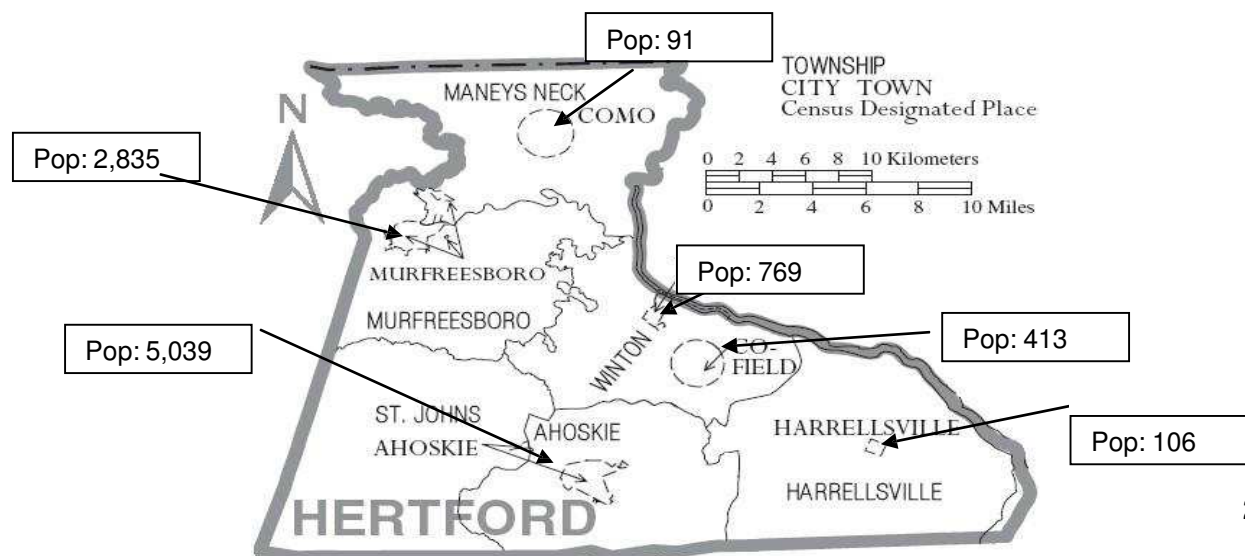 Pop: 91
TOWNSHIP
CITY TOWN
Census Designated Place
MANEYS NECK
COMO
N
Pop: 2,835
0 2 4 6 8 10 Kilometers
0 2 4 6 8 10 Miles
MURFREESBORO
Pop: 769
MURFREESBORO
Pop: 5,039
WINTON
CO-
FIELD
Pop: 413
ST. JOHNS
AHOSKIE
AHOSKIE
HARRELLSVILLE
Pop: 106
HARRELLSVILLE
HERTFORD